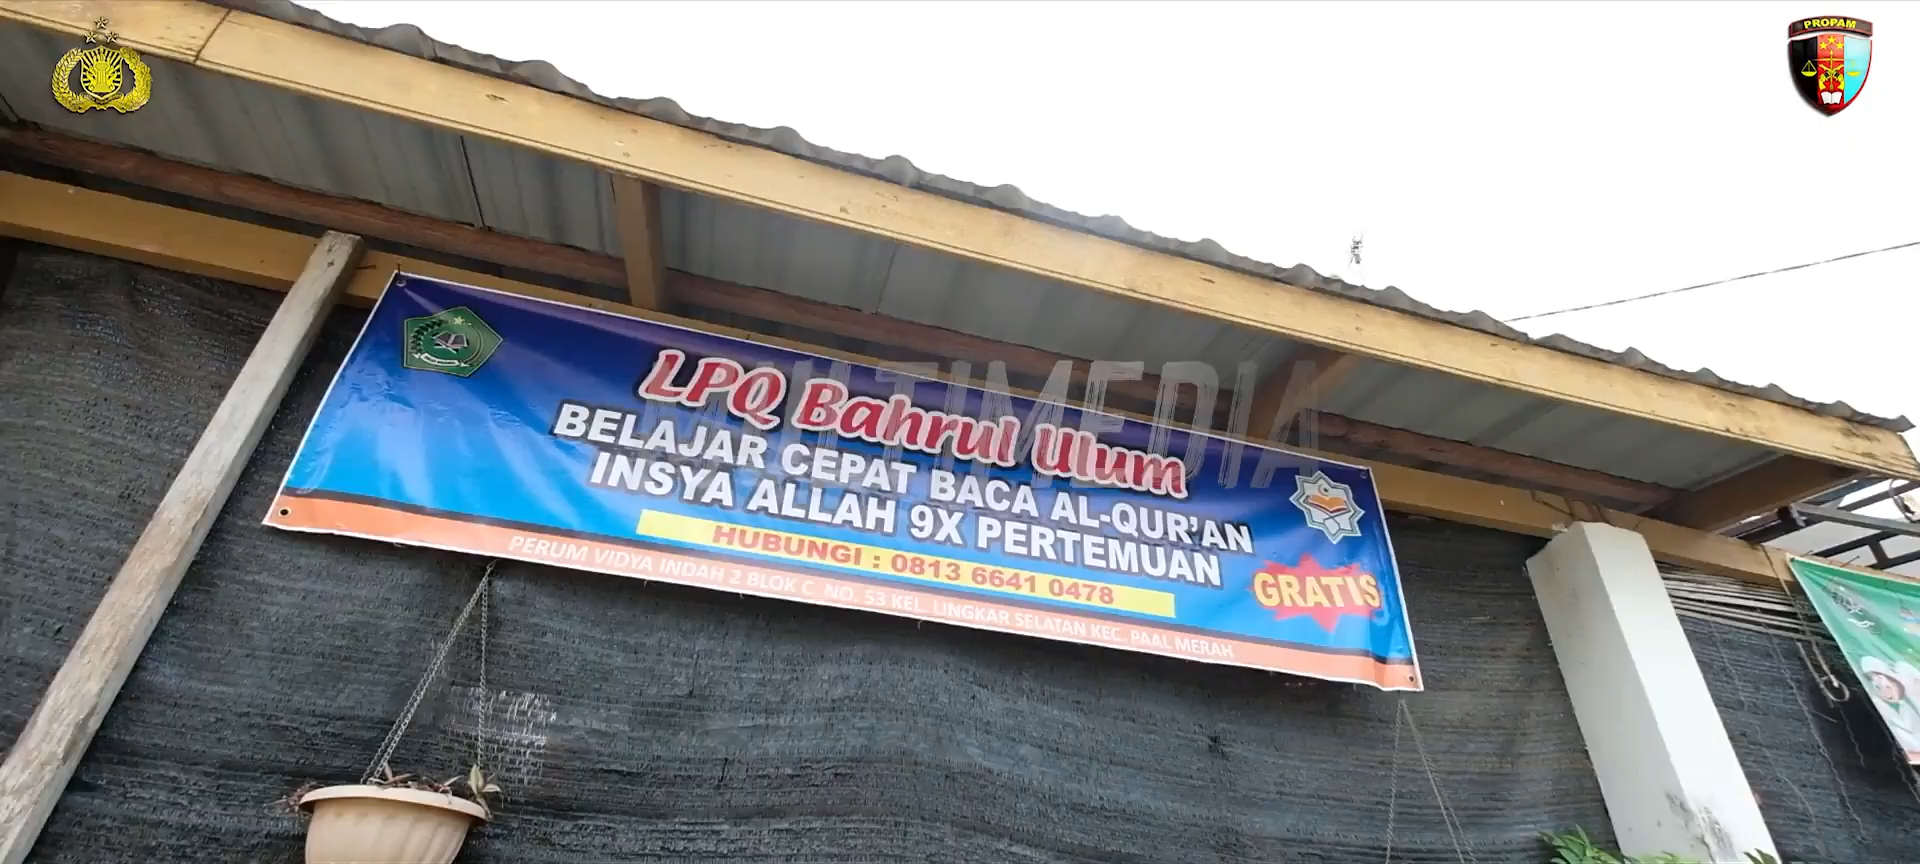 PROPAM
LPQ Bahrul Ulum
BELAJAR CEPAT BACA AL-QUR'AN
INSYA ALLAH 9X PERTEMUAN
HUBUNGI : 0813 6641 0478
GRATIS
PERUM VIDYA INDAH 2 BLOK C NO. 53 KEL. LINGKAR SELATAN KEC. PAAL MERAH